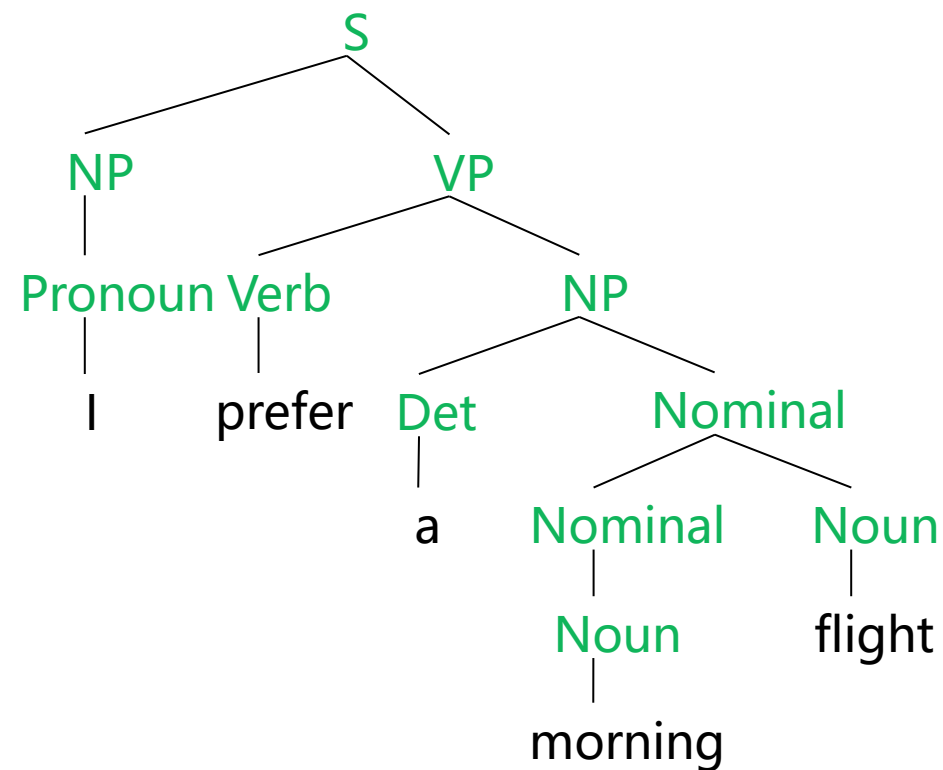 S
NP VP
Pronoun Verb NP
I prefer Det Nominal
a Nominal Noun
Noun flight
morning